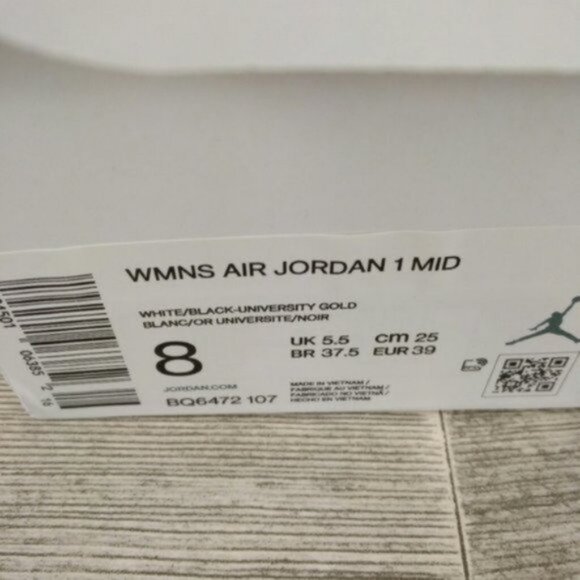 WMNS AIR JORDAN 1 MID
WHITE/BLACK-UNIVERSITY GOLD
BLANC/OR UNIVERSITE/NOIR
8
UK 5.5 cm 25
BR 37.5 EUR 39
JORDAN.COM
BQ6472 107
MADE IN VIETNAM /
FABRIQUE AU VIETNAM /
FABRICADO NO VIETNÃ /
HECHO EN VIETNAM